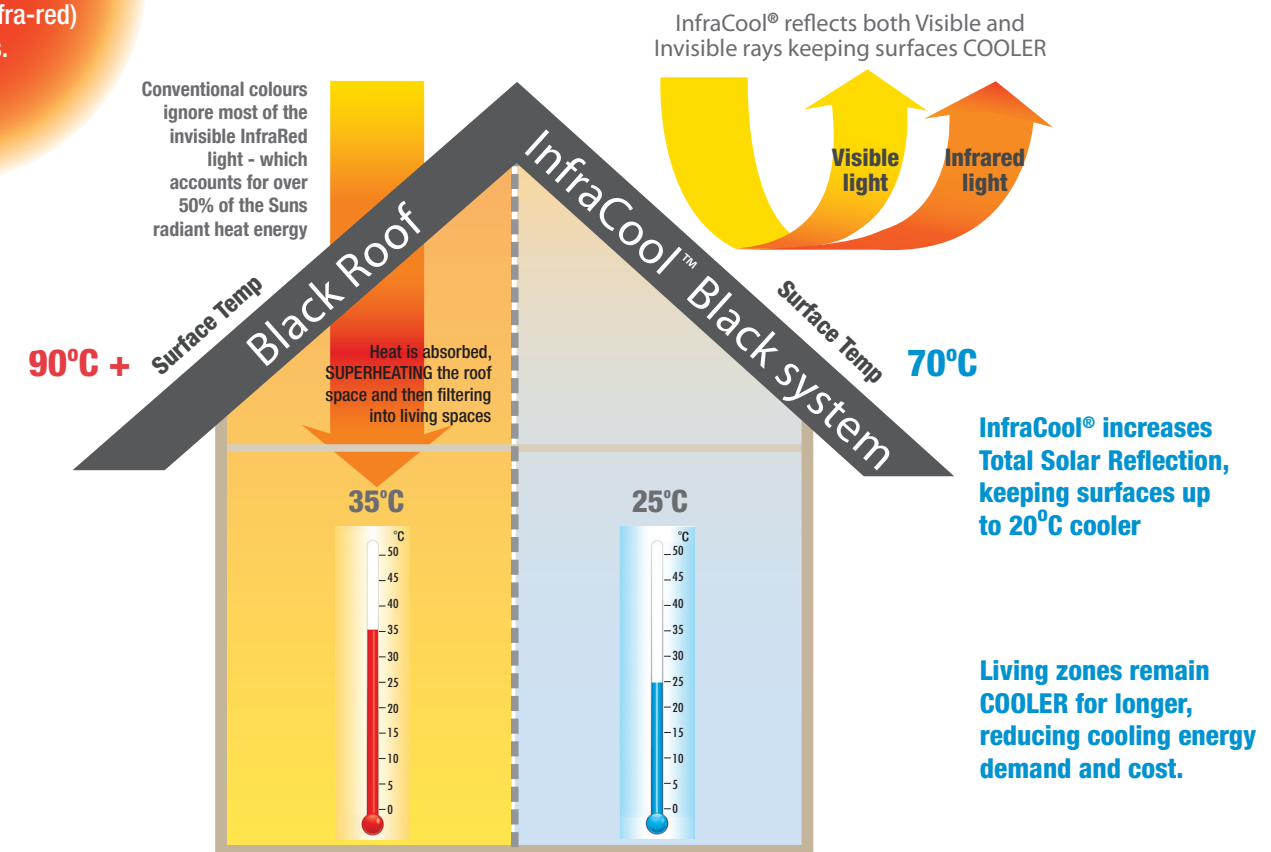 fra-red)
s.
InfraCool® reflects both Visible and
Invisible rays keeping surfaces COOLER
Conventional colours
ignore most of the
invisible InfraRed
light - which
accounts for over
50% of the Suns
radiant heat energy
Visible
light
Infrared
light
Surface Temp
90ºC +
Black Roof
InfraCool™ Black system
Surface Temp
70ºC
Heat is absorbed,
SUPERHEATING the roof
space and then filtering
into living spaces
InfraCool® increases
Total Solar Reflection,
keeping surfaces up
to 20ºC cooler
35ºC
°C
50
45
40
35
30
25
20
15
10
5
0
25ºC
°C
50
45
40
35
30
25
20
15
10
5
0
Living zones remain
COOLER for longer,
reducing cooling energy
demand and cost.